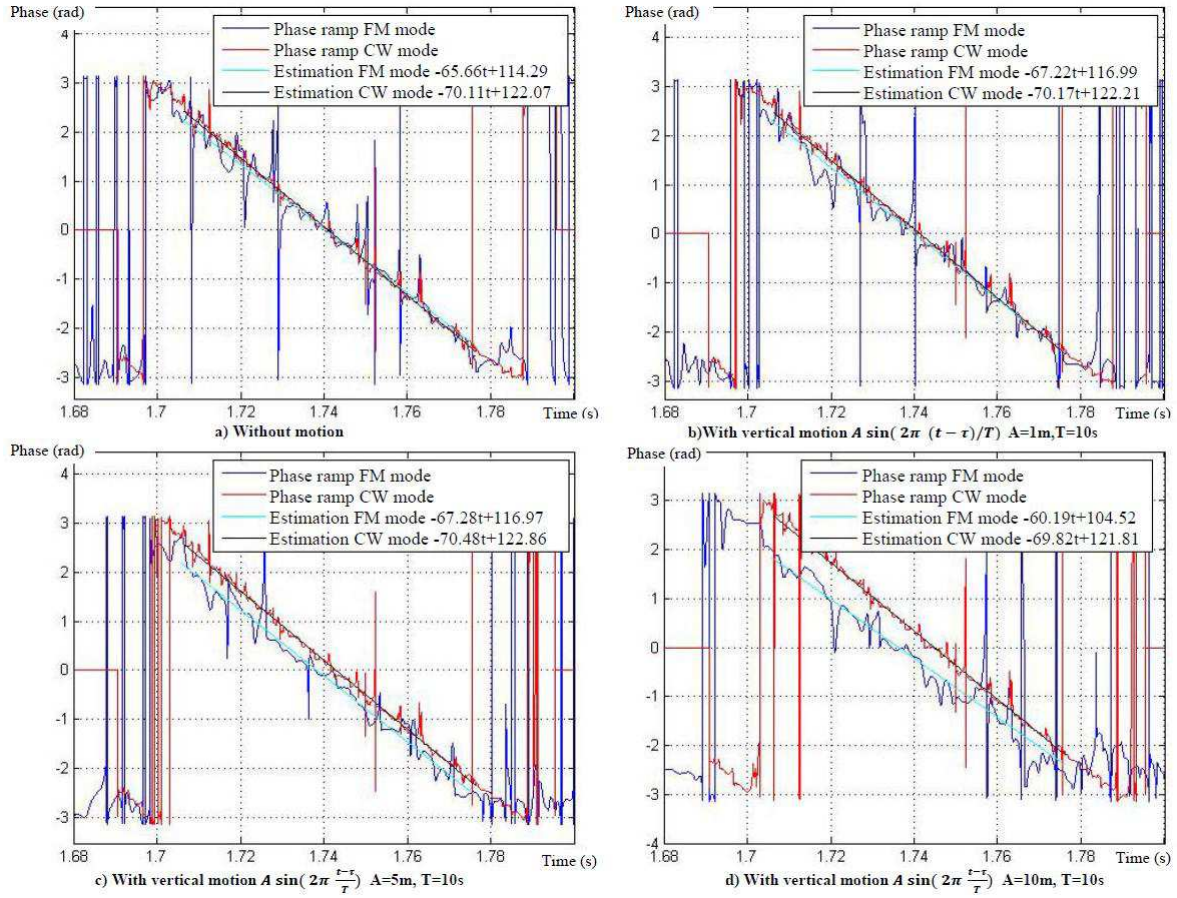 Phase (rad)
4
3
2
1
0
-1
-2
-3
1.68 1.7 1.72 1.74 1.76 1.78 Time (s)
Phase ramp FM mode
Phase ramp CW mode
Estimation FM mode -65.66t+114.29
Estimation CW mode -70.11t+122.07
a) Without motion
Phase (rad)
4
3
2
1
0
-1
-2
-3
1.68 1.7 1.72 1.74 1.76 1.78 Time (s)
Phase ramp FM mode
Phase ramp CW mode
Estimation FM mode -67.22t+116.99
Estimation CW mode -70.17t+122.21
b)With vertical motion A sin( 2π (t − τ)/T) A=1m,T=10s
Phase (rad)
4
3
2
1
0
-1
-2
-3
1.68 1.7 1.72 1.74 1.76 1.78 Time (s)
Phase ramp FM mode
Phase ramp CW mode
Estimation FM mode -67.28t+116.97
Estimation CW mode -70.48t+122.86
c) With vertical motion A sin( 2π t−τ/T) A=5m, T=10s
Phase (rad)
4
3
2
1
0
-1
-2
-3
-4
1.68 1.7 1.72 1.74 1.76 1.78 Time (s)
Phase ramp FM mode
Phase ramp CW mode
Estimation FM mode -60.19t+104.52
Estimation CW mode -69.82t+121.81
d) With vertical motion A sin( 2π t−τ/T) A=10m, T=10s